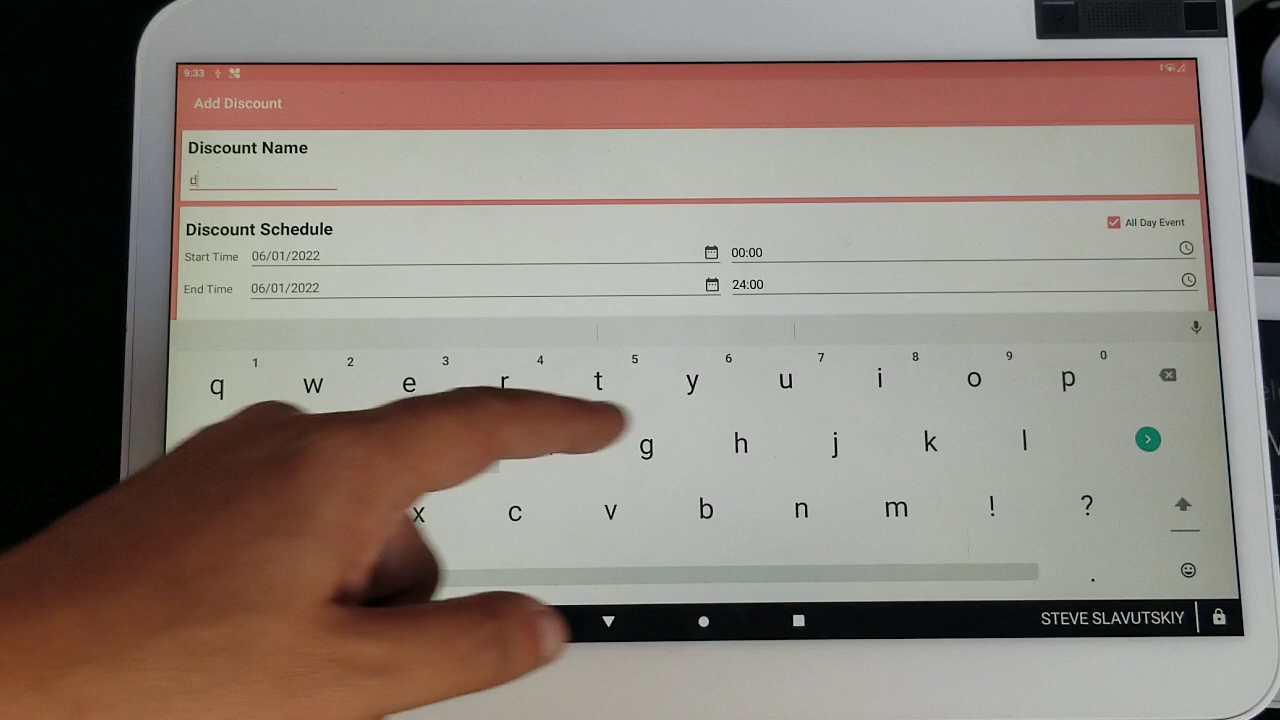 9:33
Add Discount
Discount Name
d
Discount Schedule
All Day Event
Start Time 06/01/2022 00:00
End Time 06/01/2022 24:00
1 2 3 4 5 6 7 8 9 0
q w e r t y u i o p
g h j k l
x c v b n m ! ?
.
STEVE SLAVUTSKIY